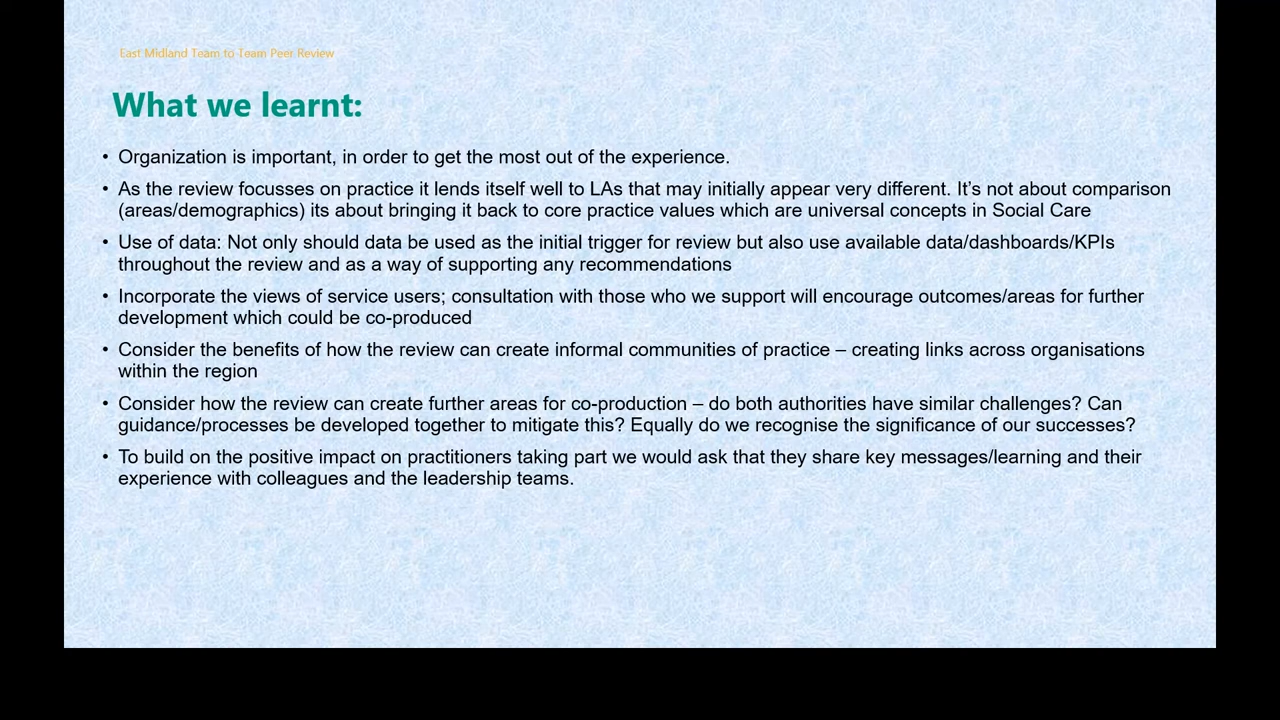 East Midland Team to Team Peer Review
What we learnt:
• Organization is important, in order to get the most out of the experience.
• As the review focusses on practice it lends itself well to LAs that may initially appear very different. It’s not about comparison
(areas/demographics) its about bringing it back to core practice values which are universal concepts in Social Care
• Use of data: Not only should data be used as the initial trigger for review but also use available data/dashboards/KPIs
throughout the review and as a way of supporting any recommendations
• Incorporate the views of service users; consultation with those who we support will encourage outcomes/areas for further
development which could be co-produced
• Consider the benefits of how the review can create informal communities of practice – creating links across organisations
within the region
• Consider how the review can create further areas for co-production – do both authorities have similar challenges? Can
guidance/processes be developed together to mitigate this? Equally do we recognise the significance of our successes?
• To build on the positive impact on practitioners taking part we would ask that they share key messages/learning and their
experience with colleagues and the leadership teams.